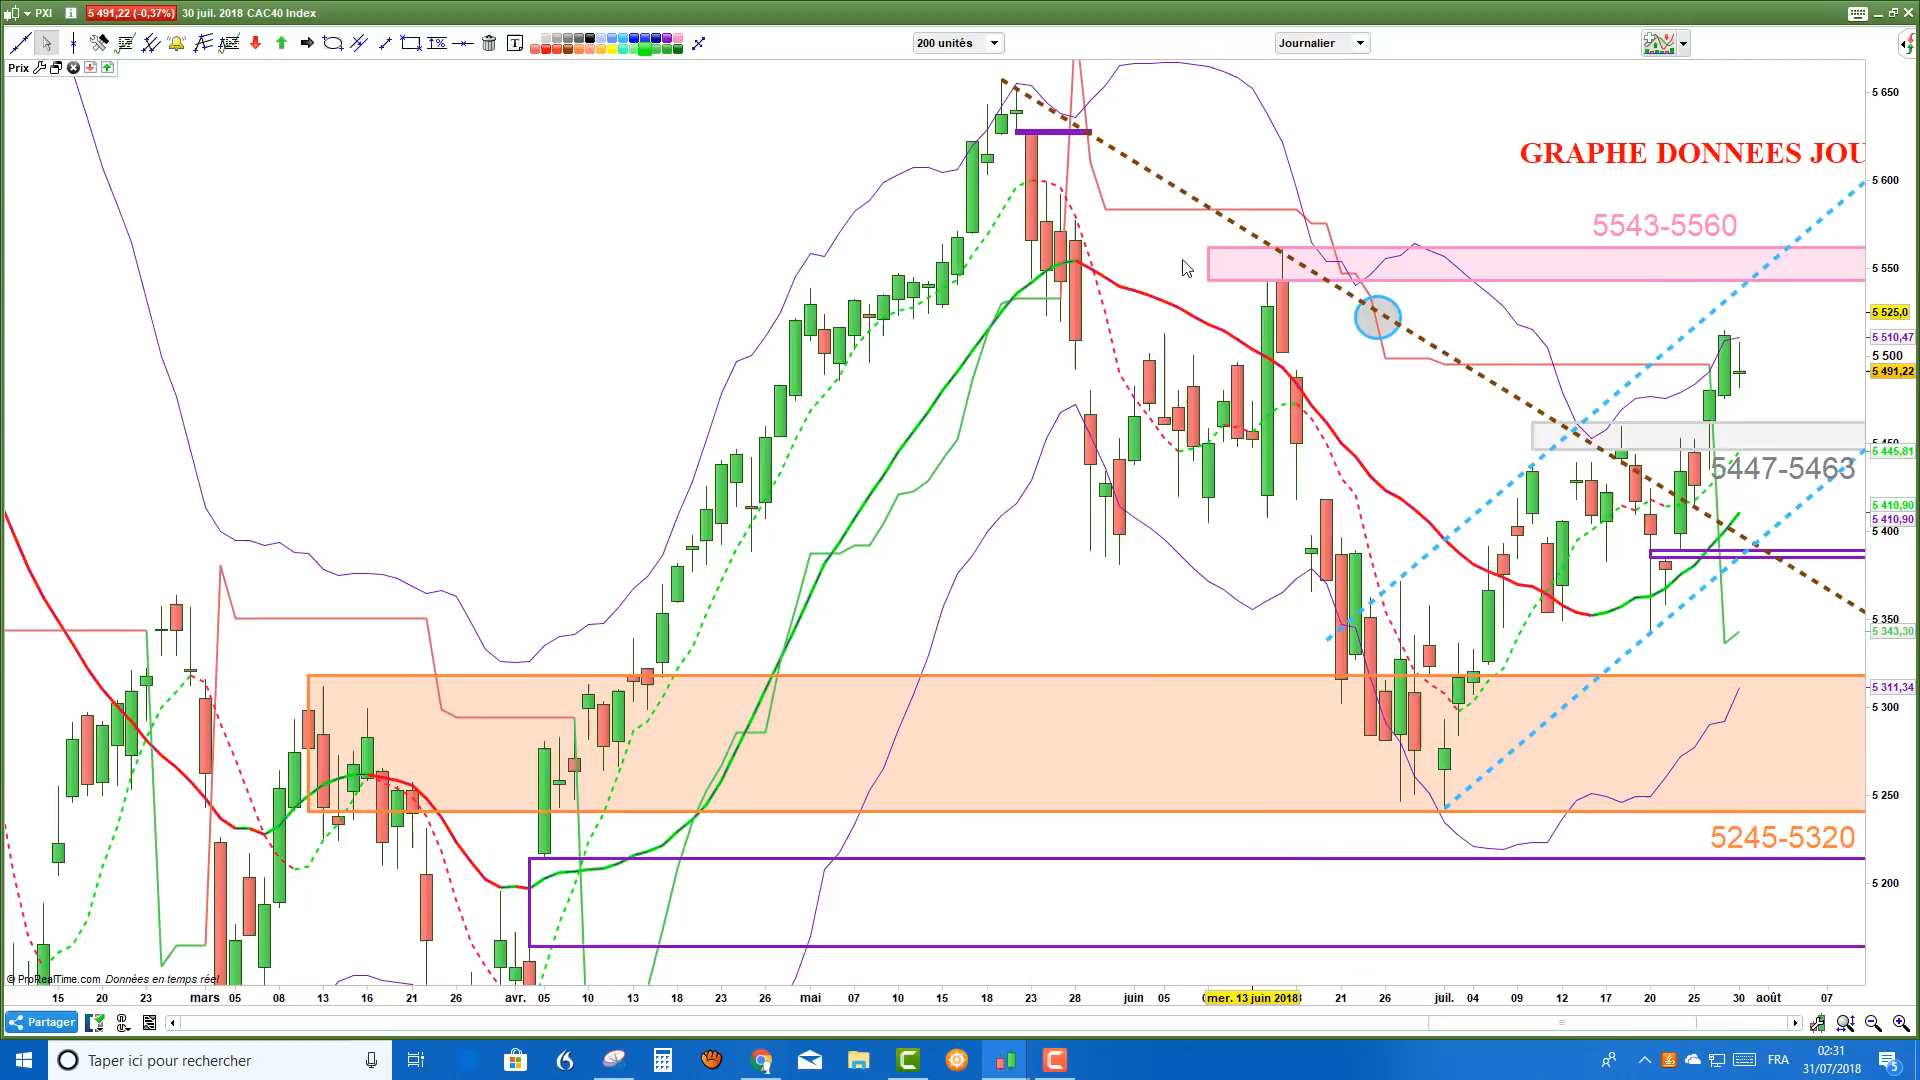 PXI
5 491,22 (-0,37%)
30 juil. 2018 CAC40 Index
200 unités
Journalier
Prix
GRAPHE DONNEES JOU
5543-5560
5447-5463
5245-5320
5 650
5 600
5 550
5 525,0
5 510,47
5 500
5 491,22
5 445,81
5 410,90
5 410,90
5 400
5 350
5 343,30
5 311,34
5 300
5 250
5 200
© ProRealTime.com Données en temps réel
15 20 23 mars 05 08 13 16 21 26 avr. 05 10 13 18 23 26 mai 07 10 15 18 23 28 juin 05 mer. 13 juin 2018 21 26 juil. 04 09 12 17 20 25 30 août 07
Partager
Taper ici pour rechercher
FRA
02:31
31/07/2018
5